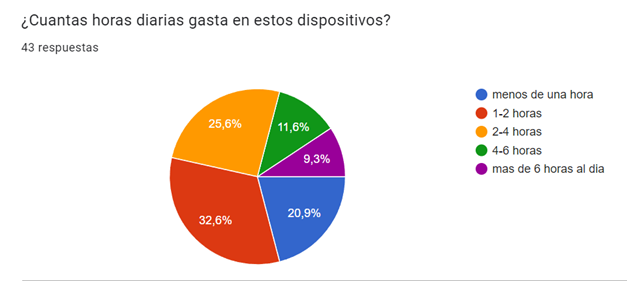 ¿Cuantas horas diarias gasta en estos dispositivos?
43 respuestas
menos de una hora
1-2 horas
2-4 horas
4-6 horas
mas de 6 horas al dia
25,6%
11,6%
9,3%
32,6%
20,9%